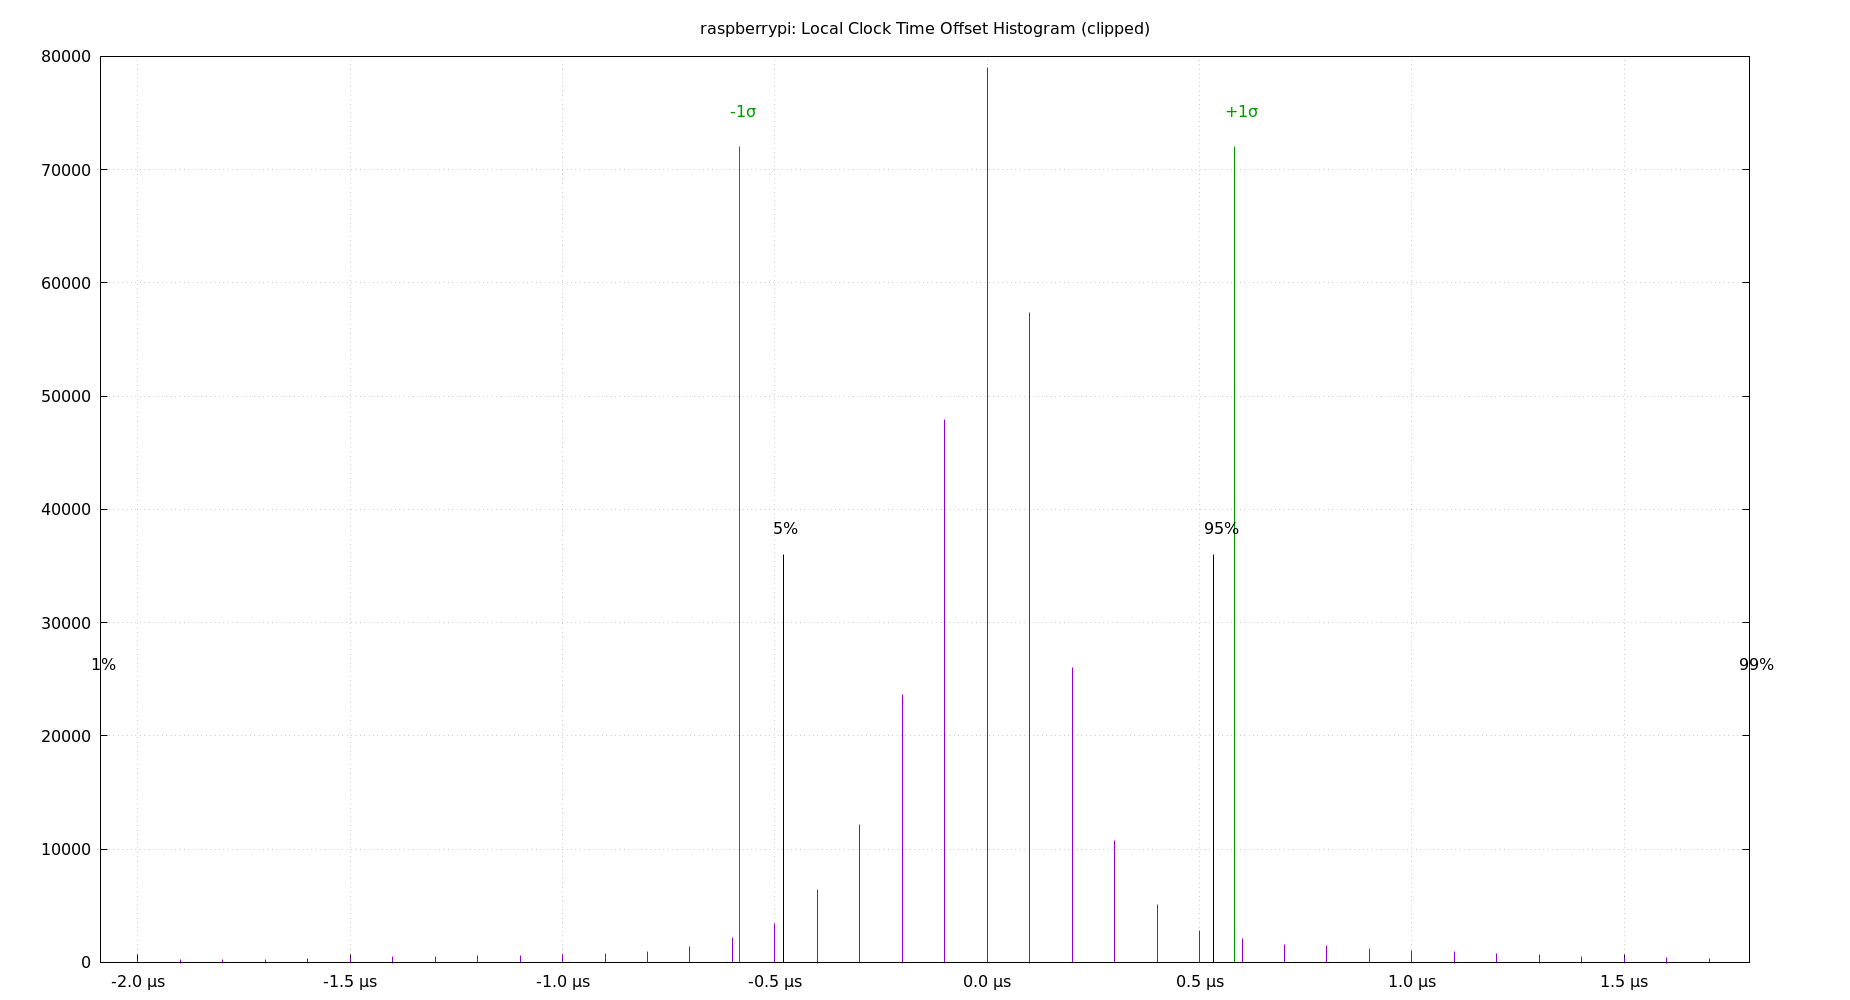 raspberrypi: Local Clock Time Offset Histogram (clipped)
80000
-1σ
+1σ
70000
60000
50000
40000
5%
95%
30000
1%
99%
20000
10000
0
-2.0 µs
-1.5 µs
-1.0 µs
-0.5 µs
0.0 µs
0.5 µs
1.0 µs
1.5 µs